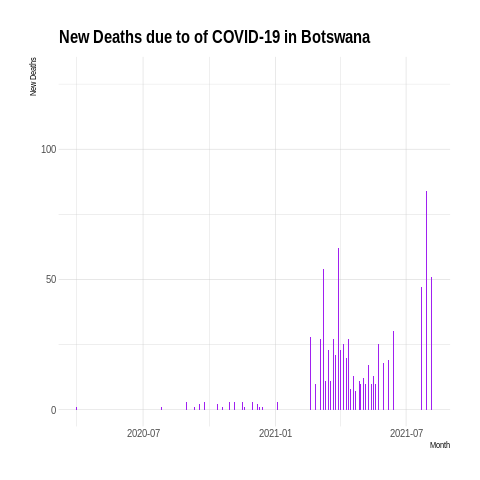 New Deaths due to of COVID-19 in Botswana
New Deaths
100
50
0
2020-07
2021-01
2021-07
Month